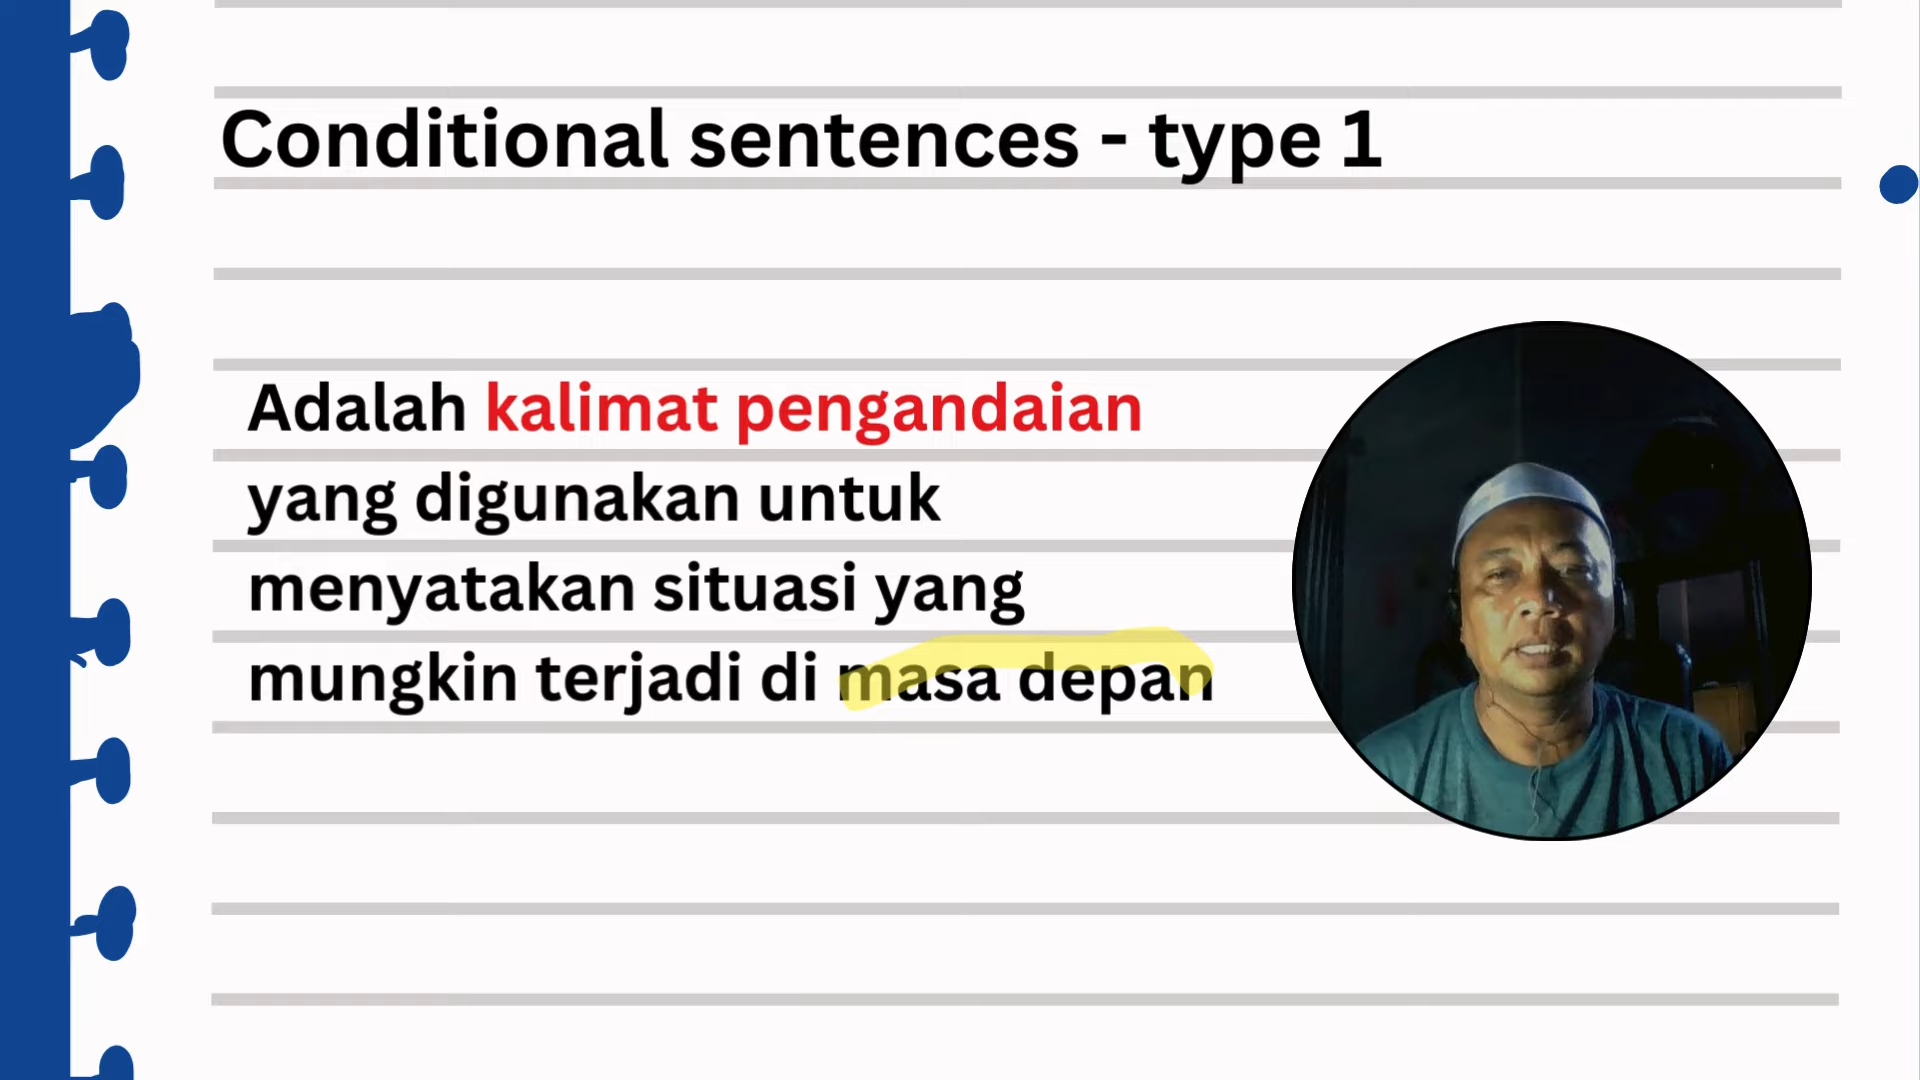 Conditional sentences - type 1
Adalah kalimat pengandaian
yang digunakan untuk
menyatakan situasi yang
mungkin terjadi di masa depan